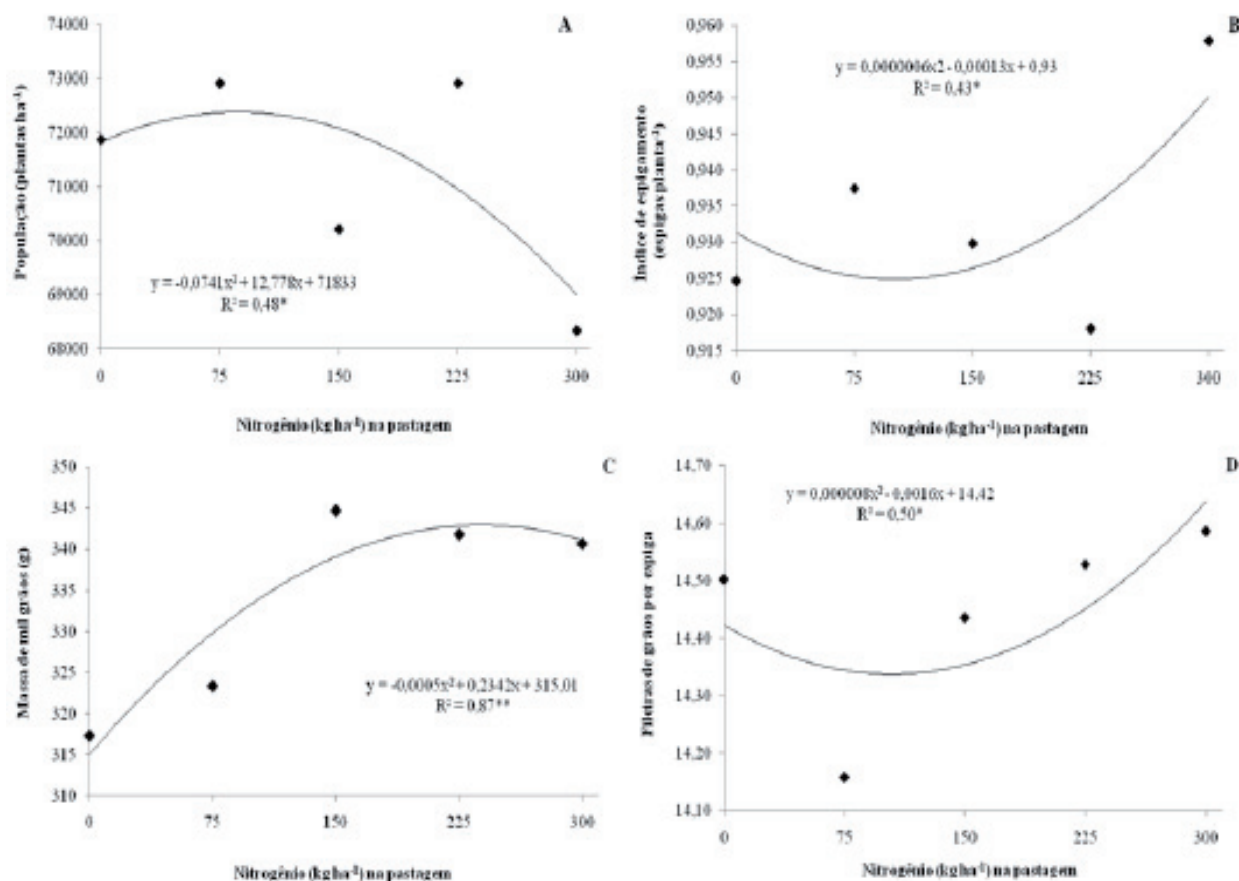 A
74000
73000
72000
71000
70000
69000
68000
População (plantas ha⁻¹)
y = -0,0741x² + 12,778x + 71833
R² = 0,48*
0 75 150 225 300
Nitrogênio (kg ha⁻¹) na pastagem
B
0,960
0,955
0,950
0,945
0,940
0,935
0,930
0,925
0,920
0,915
Indice de espigamento
(espigas planta⁻¹)
y = 0,0000006x2 - 0,00013x + 0,93
R² = 0,43*
0 75 150 225 300
Nitrogênio (kg ha⁻¹) na pastagem
C
350
345
340
335
330
325
320
315
310
Massa de mil grãos (g)
y = -0,0005x² + 0,2342x + 315,01
R² = 0,87**
0 75 150 225 300
Nitrogênio (kg ha⁻¹) na pastagem
D
14,70
14,60
14,50
14,40
14,30
14,20
14,10
Fileiras de grãos por espiga
y = 0,000008x² - 0,0016x + 14,42
R² = 0,50*
0 75 150 225 300
Nitrogênio (kg ha⁻¹) na pastagem